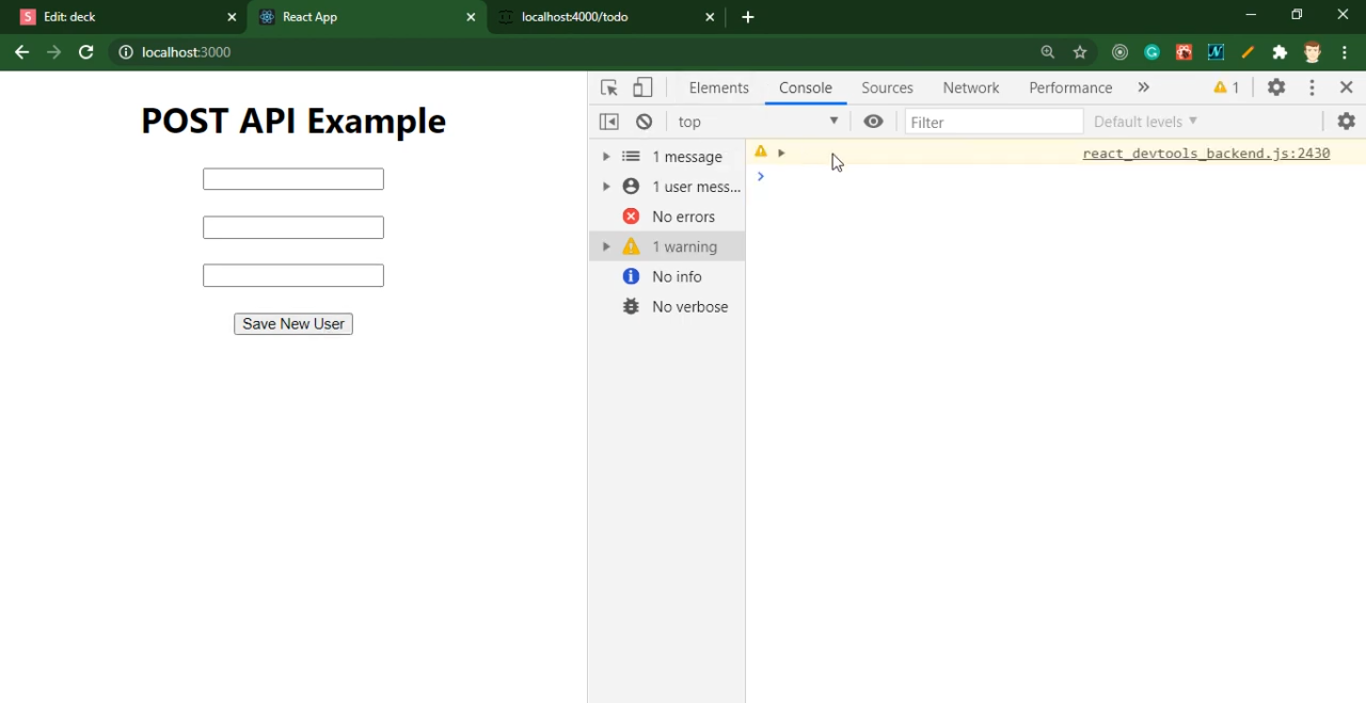 Edit: deck
React App
localhost:4000/todo
localhost:3000
POST API Example
Save New User
Elements
Console
Sources
Network
Performance
1
top
Filter
Default levels
1 message
1 user mess...
No errors
1 warning
No info
No verbose
react_devtools_backend.js:2430